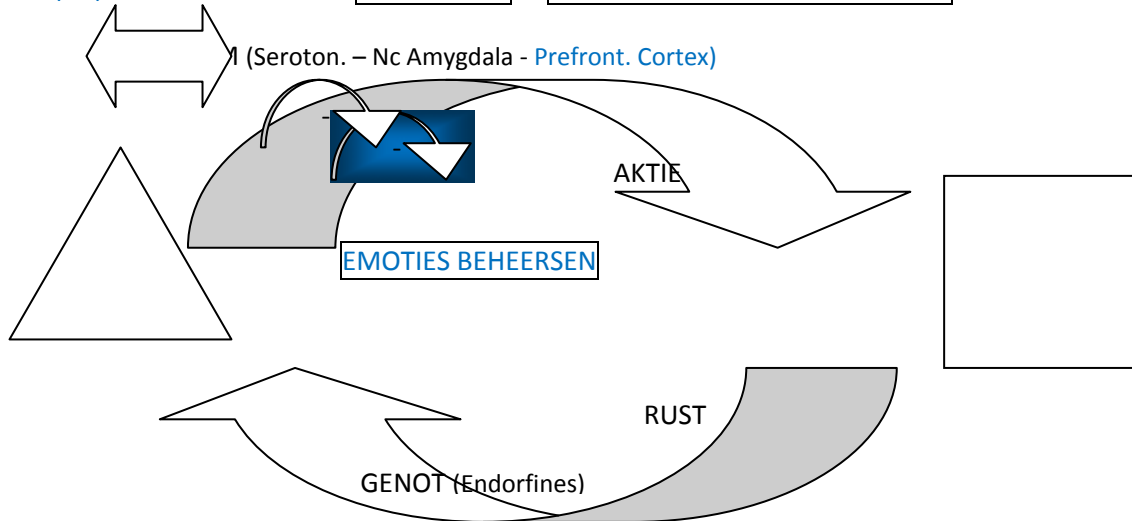 (Seroton. – Nc Amygdala - Prefront. Cortex)
-
-
AKTIE
EMOTIES BEHEERSEN
RUST
GENOT (Endorfines)